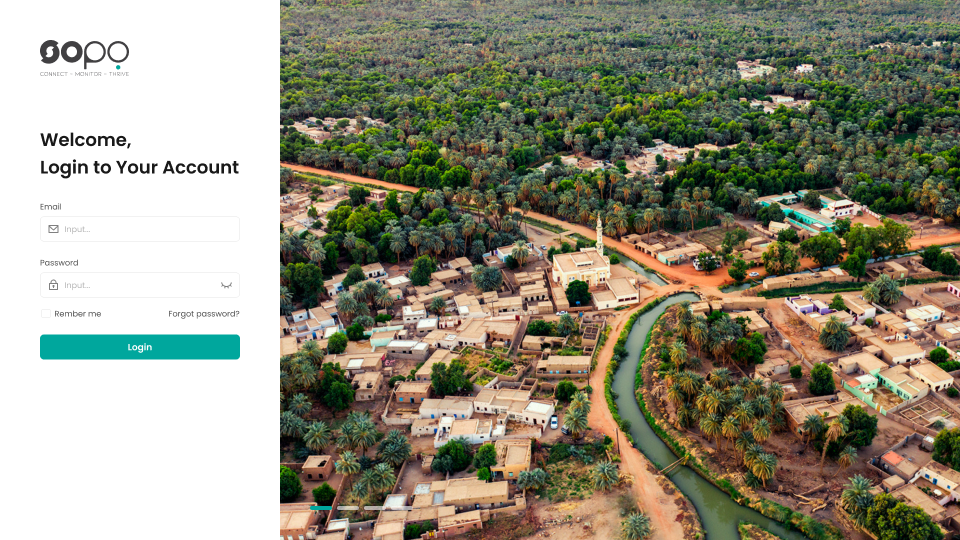 sopo
CONNECT - MONITOR - THRIVE
Welcome,
Login to Your Account
Email
Input...
Password
Input...
Rember me
Forgot password?
Login